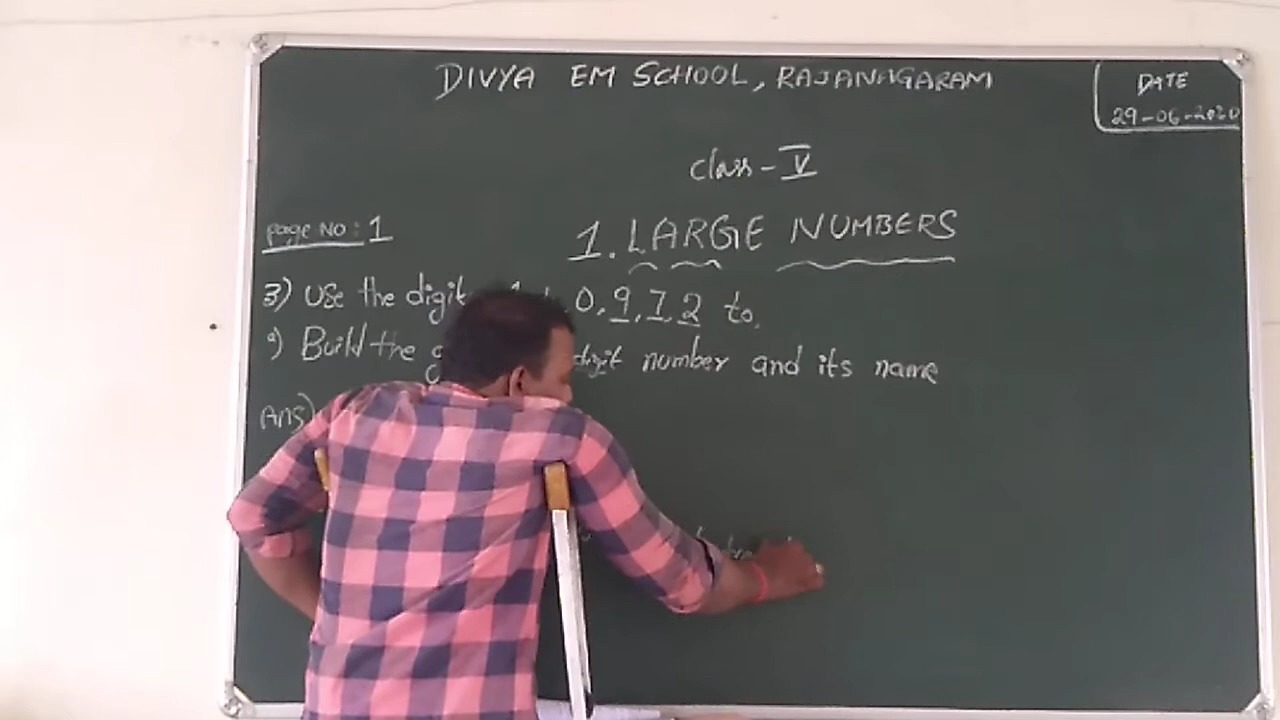 DIVYA EM SCHOOL, RAJANAGARAM
DATE
29-06-2020
class - V
page NO: 1
1. LARGE NUMBERS
3) Use the digit 0, 9, 7, 2 to.
a) Build the digit number and its name
Ans)